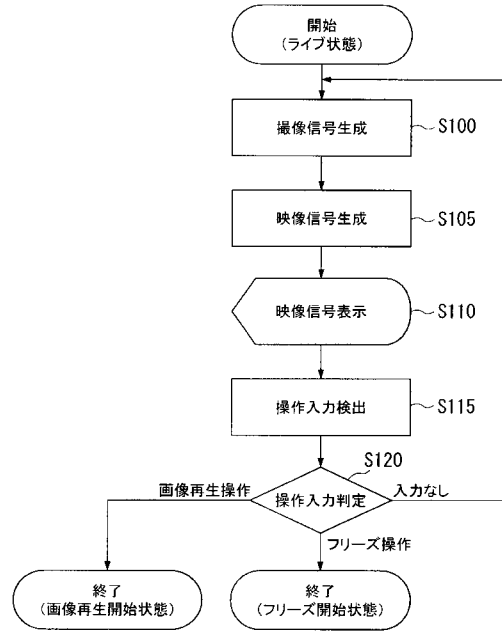 開始
(ライブ状態)
撮像信号生成
S100
映像信号生成
S105
映像信号表示
S110
操作入力検出
S115
S120
画像再生操作
操作入力判定
入力なし
フリーズ操作
終了
(画像再生開始状態)
終了
(フリーズ開始状態)